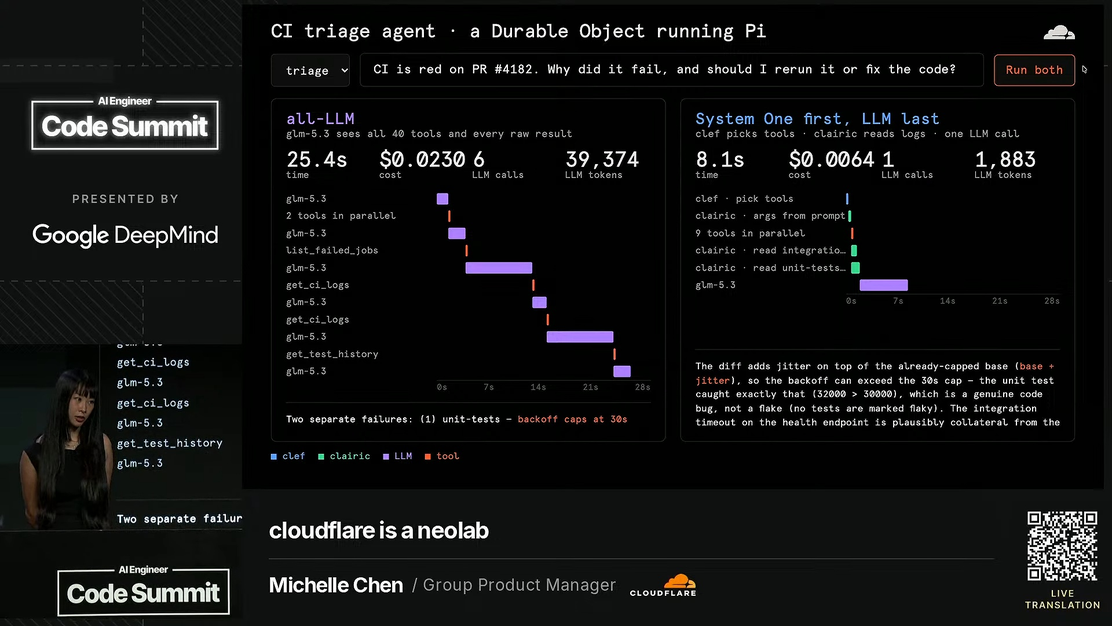 AI Engineer
Code Summit
PRESENTED BY
Google DeepMind
get_ci_logs
glm-5.3
get_ci_logs
glm-5.3
get_test_history
glm-5.3
Two separate failur
AI Engineer
Code Summit
CI triage agent · a Durable Object running Pi
triage
CI is red on PR #4182. Why did it fail, and should I rerun it or fix the code?
Run both
all-LLM
glm-5.3 sees all 40 tools and every raw result
25.4s $0.0230 6 39,374
time cost LLM calls LLM tokens
glm-5.3
2 tools in parallel
glm-5.3
list_failed_jobs
glm-5.3
get_ci_logs
glm-5.3
get_ci_logs
glm-5.3
get_test_history
glm-5.3
0s 7s 14s 21s 28s
Two separate failures: (1) unit-tests — backoff caps at 30s
System One first, LLM last
clef picks tools · clairic reads logs · one LLM call
8.1s $0.0064 1 1,883
time cost LLM calls LLM tokens
clef · pick tools
clairic · args from prompt
9 tools in parallel
clairic · read integratio…
clairic · read unit-tests…
glm-5.3
0s 7s 14s 21s 28s
The diff adds jitter on top of the already-capped base (base +
jitter), so the backoff can exceed the 30s cap — the unit test
caught exactly that (32000 > 30000), which is a genuine code
bug, not a flake (no tests are marked flaky). The integration
timeout on the health endpoint is plausibly collateral from the
clef clairic LLM tool
cloudflare is a neolab
Michelle Chen / Group Product Manager
CLOUDFLARE
LIVE
TRANSLATION